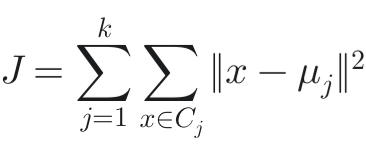 J = \sum_{j=1}^{k} \sum_{x \in C_j} \|x - \mu_j\|^2